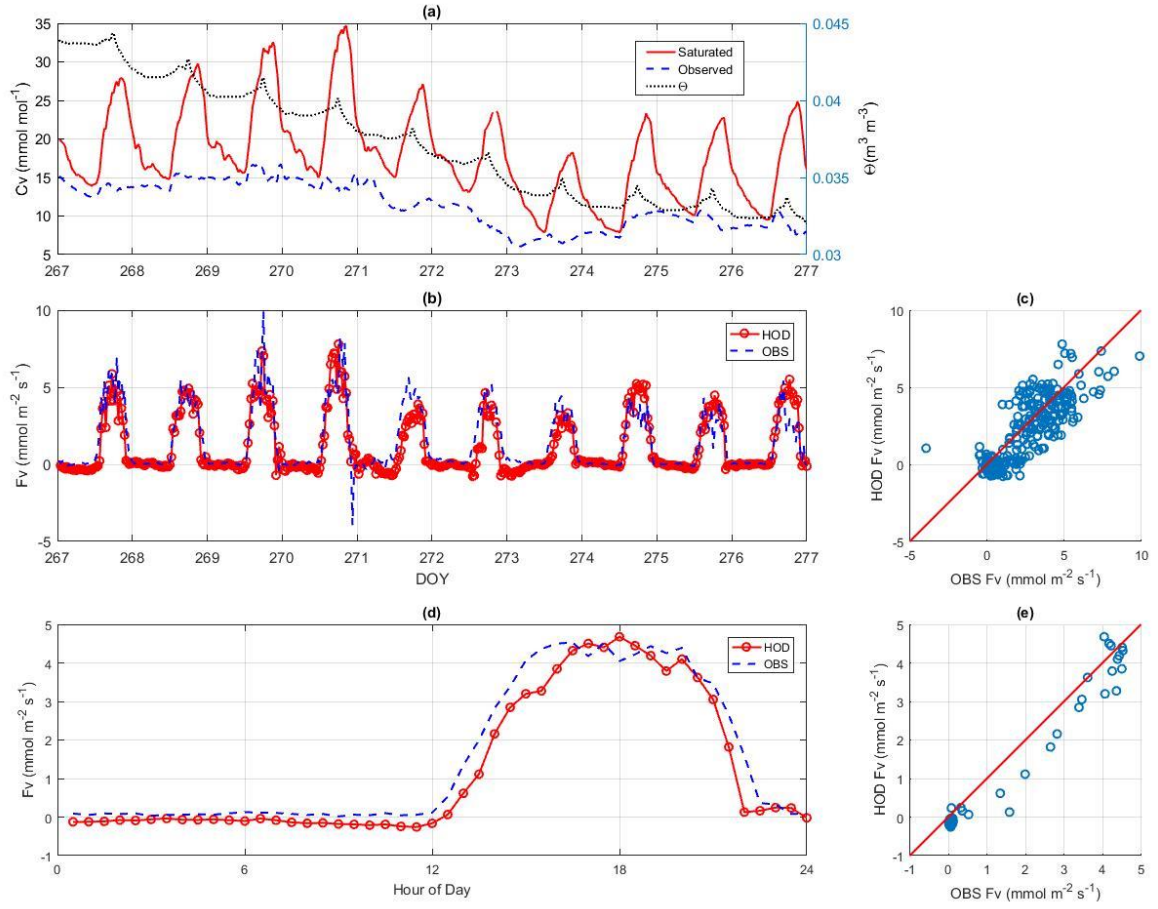 (a)
35
30
25
20
15
10
5
Cv (mmol mol⁻¹)
0.045
0.04
0.035
0.03
Θ(m³ m⁻³)
Saturated
Observed
Θ
267 268 269 270 271 272 273 274 275 276 277
(b)
10
5
0
-5
Fv (mmol m⁻² s⁻¹)
HOD
OBS
267 268 269 270 271 272 273 274 275 276 277
DOY
(c)
10
5
0
-5
HOD Fv (mmol m⁻² s⁻¹)
-5 0 5 10
OBS Fv (mmol m⁻² s⁻¹)
(d)
5
4
3
2
1
0
-1
Fv (mmol m⁻² s⁻¹)
HOD
OBS
0 6 12 18 24
Hour of Day
(e)
5
4
3
2
1
0
-1
HOD Fv (mmol m⁻² s⁻¹)
-1 0 1 2 3 4 5
OBS Fv (mmol m⁻² s⁻¹)